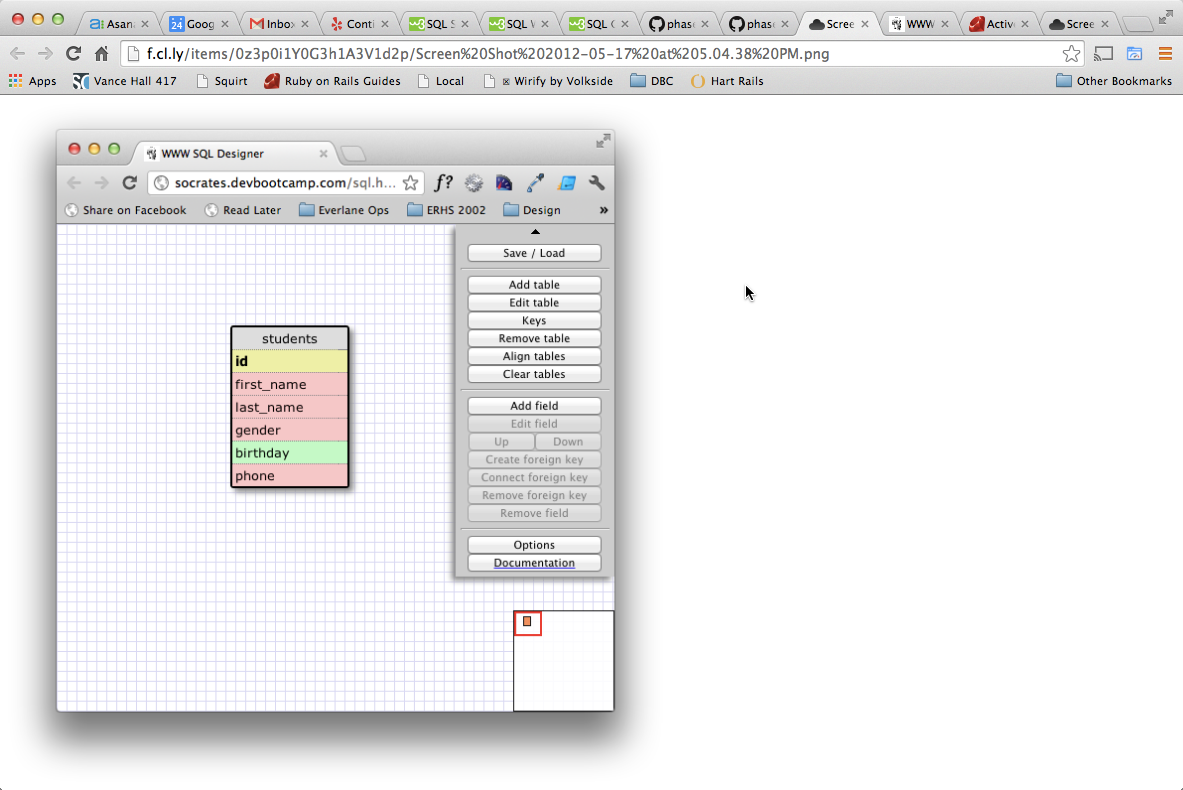 Asan
Goog
Inbox
Conti
SQL S
SQL V
SQL C
phase
phase
Scree
WWW
Active
Scree
f.cl.ly/items/0z3p0i1Y0G3h1A3V1d2p/Screen%20Shot%202012-05-17%20at%205.04.38%20PM.png
Apps Vance Hall 417 Squirt Ruby on Rails Guides Local Wirify by Volkside DBC Hart Rails Other Bookmarks
WWW SQL Designer
socrates.devbootcamp.com/sql.h... f?
Share on Facebook Read Later Everlane Ops ERHS 2002 Design »
Save / Load
Add table
Edit table
Keys
Remove table
Align tables
Clear tables
Add field
Edit field
Up Down
Create foreign key
Connect foreign key
Remove foreign key
Remove field
Options
Documentation
students
id
first_name
last_name
gender
birthday
phone